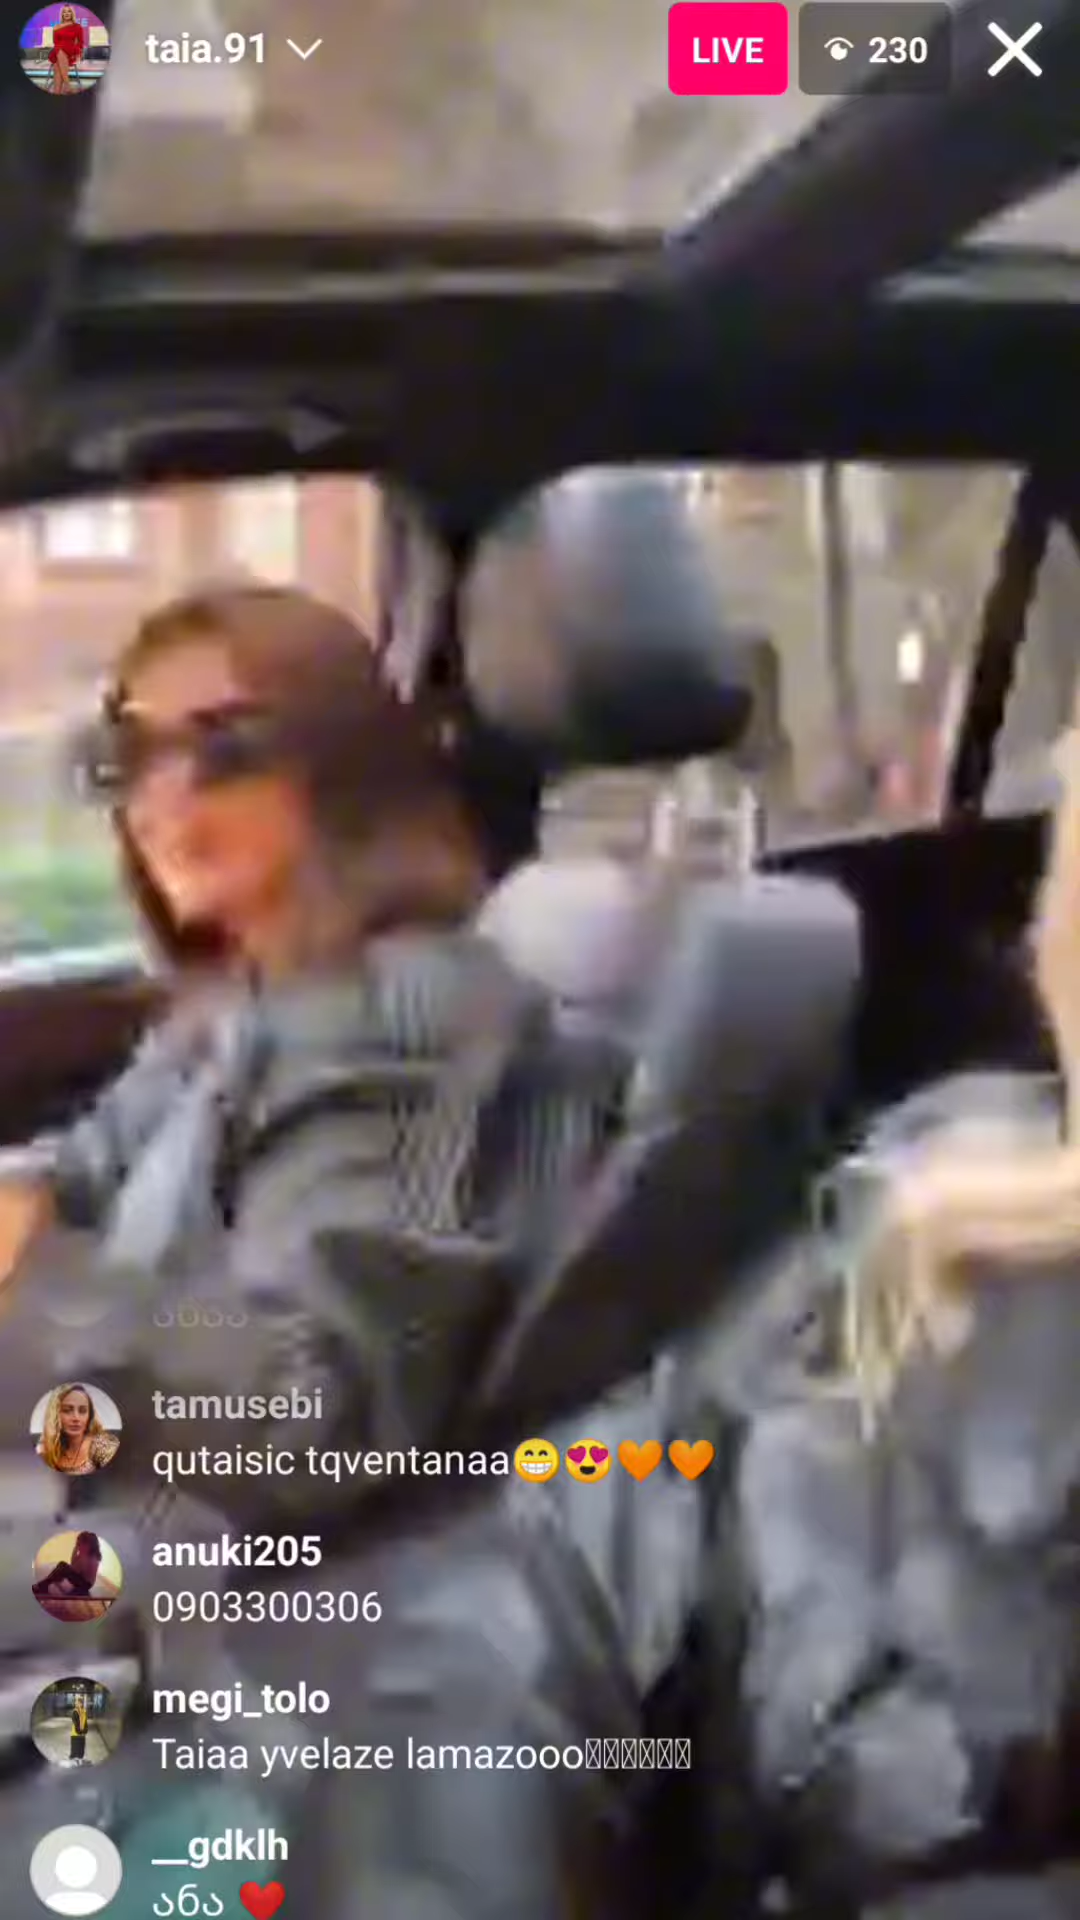 taia.91
LIVE
230
tamusebi
qutaisic tqventanaa😁😍🧡🧡
anuki205
0903300306
megi_tolo
Taiaa yvelaze lamazooo
__gdklh
ანა ❤️